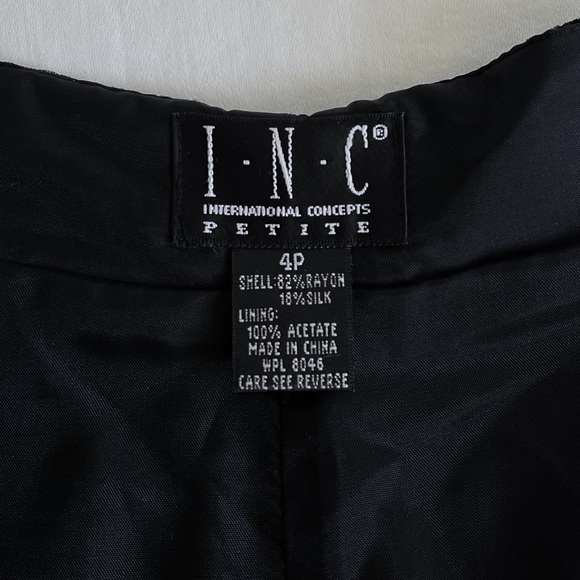 I·N·C®
INTERNATIONAL CONCEPTS
PETITE
4P
SHELL:82%RAYON
18%SILK
LINING:
100% ACETATE
MADE IN CHINA
WPL 8046
CARE SEE REVERSE